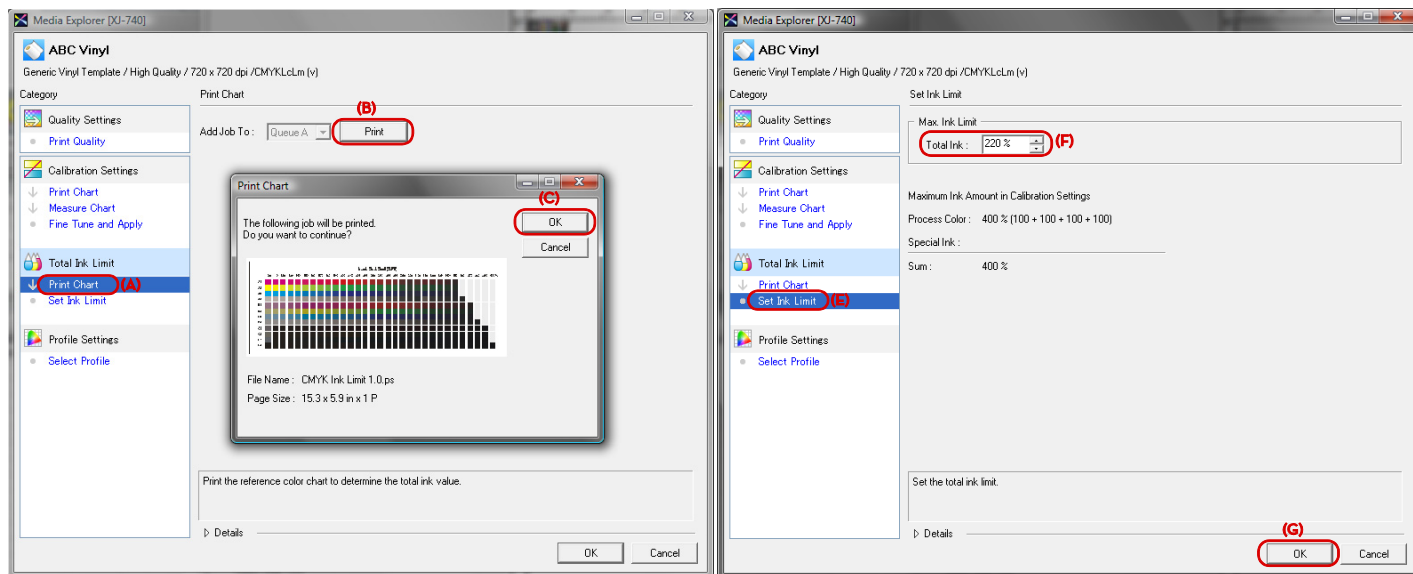 Media Explorer [XJ-740]
ABC Vinyl
Generic Vinyl Template / High Quality / 720 x 720 dpi /CMYKLcLm (v)
Category
Print Chart
Quality Settings
Print Quality
Calibration Settings
Print Chart
Measure Chart
Fine Tune and Apply
Total Ink Limit
Print Chart
(A)
Set Ink Limit
Profile Settings
Select Profile
(B)
Add Job To : Queue A Print
Print Chart
(C)
The following job will be printed.
Do you want to continue?
OK
Cancel
File Name : CMYK Ink Limit 1.0.ps
Page Size : 15.3 x 5.9 in x 1 P
Print the reference color chart to determine the total ink value.
Details
OK Cancel
Media Explorer [XJ-740]
ABC Vinyl
Generic Vinyl Template / High Quality / 720 x 720 dpi /CMYKLcLm (v)
Category
Set Ink Limit
Quality Settings
Print Quality
Calibration Settings
Print Chart
Measure Chart
Fine Tune and Apply
Total Ink Limit
Print Chart
Set Ink Limit
(E)
Profile Settings
Select Profile
Max. Ink Limit
Total Ink : 220 % (F)
Maximum Ink Amount in Calibration Settings
Process Color : 400 % (100 + 100 + 100 + 100)
Special Ink :
Sum : 400 %
Set the total ink limit.
Details
(G)
OK Cancel